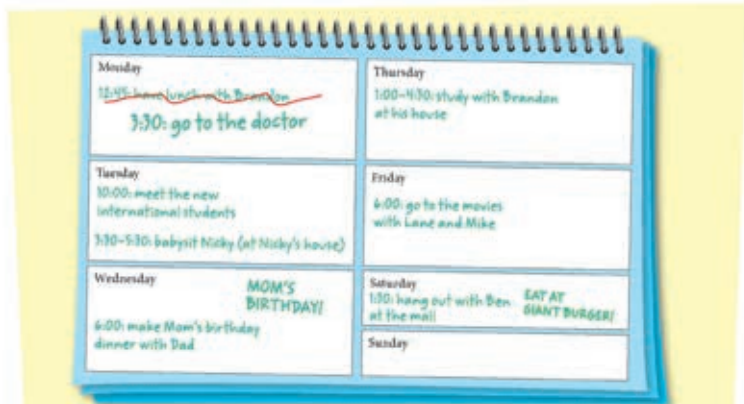 Monday
12:45: have lunch with Brandon
3:30: go to the doctor
Tuesday
10:00: meet the new
international students
3:30-5:30: babysit Nicky (at Nicky's house)
Wednesday
MOM'S
BIRTHDAY!
6:00: make Mom's birthday
dinner with Dad
Thursday
1:00-4:30: study with Brandon
at his house
Friday
6:00: go to the movies
with Lane and Mike
Saturday
1:30: hang out with Ben
at the mall
EAT AT
GIANT BURGER!
Sunday